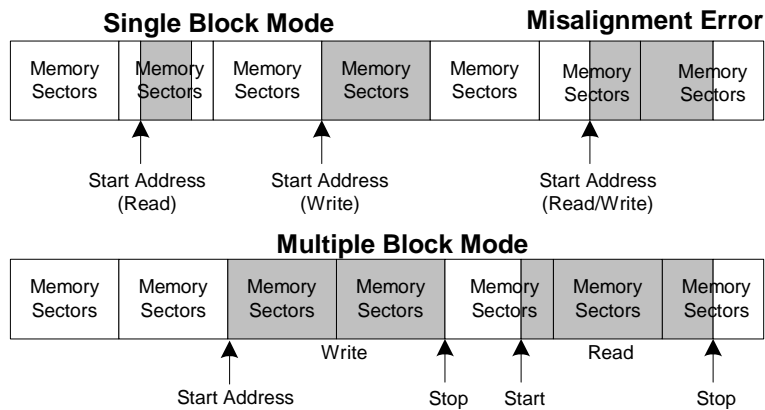 Single Block Mode
Misalignment Error
Memory Sectors
Memory Sectors
Memory Sectors
Memory Sectors
Memory Sectors
Memory Sectors
Memory Sectors
Start Address (Read)
Start Address (Write)
Start Address (Read/Write)
Multiple Block Mode
Memory Sectors
Memory Sectors
Memory Sectors
Memory Sectors
Memory Sectors
Memory Sectors
Memory Sectors
Write
Read
Start Address
Stop
Start
Stop